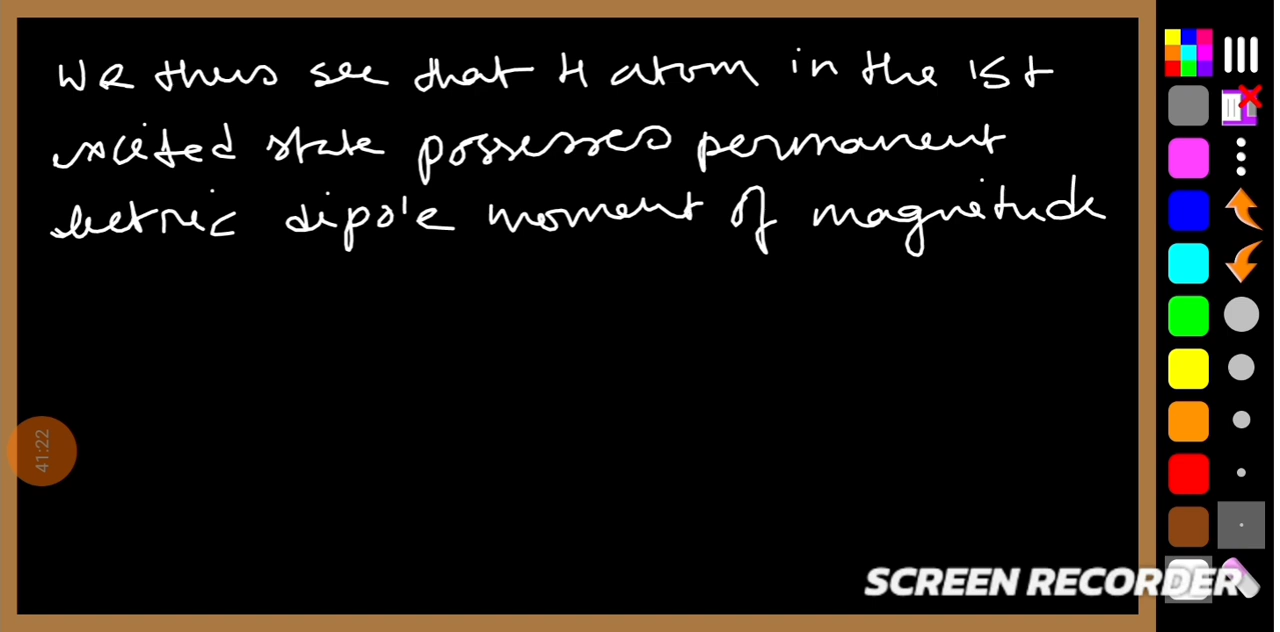 We thus see that H atom in the 1st
excited state possesses permanent
electric dipole moment of magnitude
41:22
SCREEN RECORDER